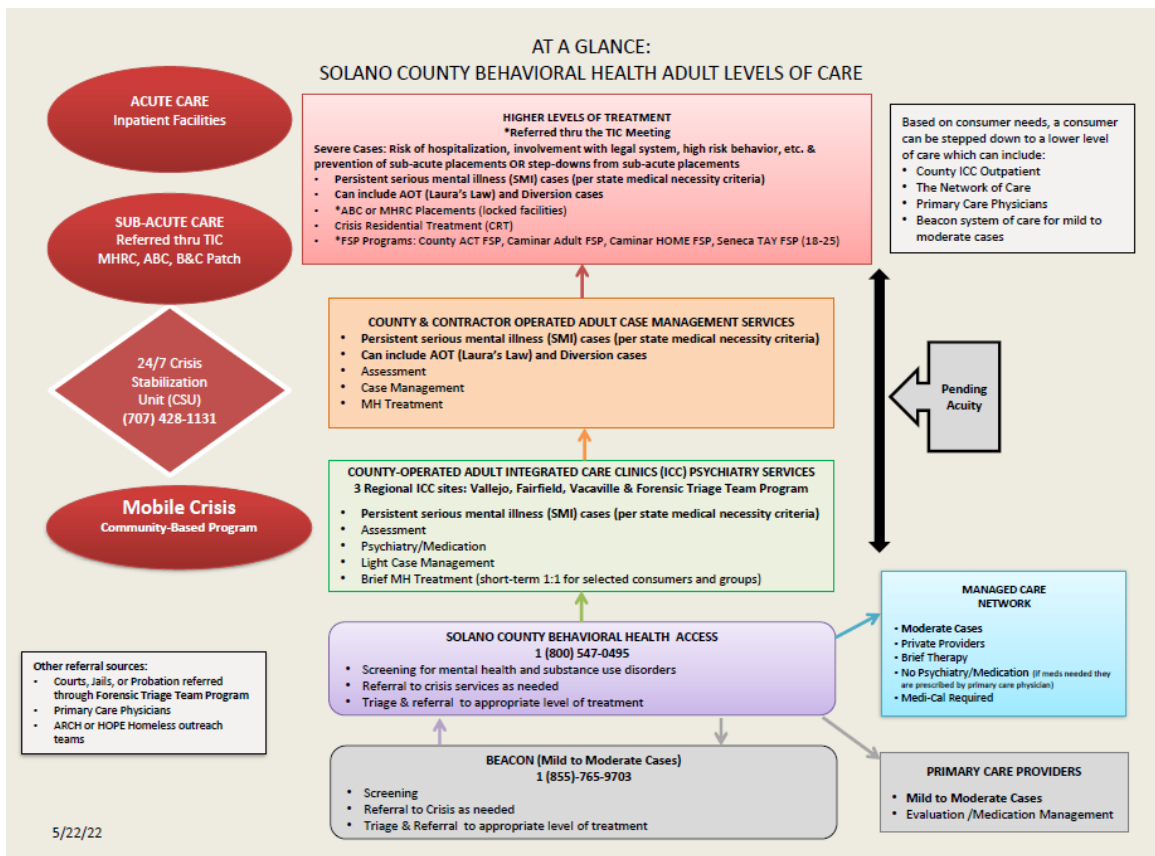 AT A GLANCE:
SOLANO COUNTY BEHAVIORAL HEALTH ADULT LEVELS OF CARE
ACUTE CARE
Inpatient Facilities
SUB-ACUTE CARE
Referred thru TIC
MHRC, ABC, B&C Patch
24/7 Crisis
Stabilization
Unit (CSU)
(707) 428-1131
Mobile Crisis
Community-Based Program
Other referral sources:
• Courts, Jails, or Probation referred
through Forensic Triage Team Program
• Primary Care Physicians
• ARCH or HOPE Homeless outreach
teams
5/22/22
HIGHER LEVELS OF TREATMENT
*Referred thru the TIC Meeting
Severe Cases: Risk of hospitalization, involvement with legal system, high risk behavior, etc. &
prevention of sub-acute placements OR step-downs from sub-acute placements
• Persistent serious mental illness (SMI) cases (per state medical necessity criteria)
• Can include AOT (Laura's Law) and Diversion cases
• *ABC or MHRC Placements (locked facilities)
• Crisis Residential Treatment (CRT)
• *FSP Programs: County ACT FSP, Caminar Adult FSP, Caminar HOME FSP, Seneca TAY FSP (18-25)
COUNTY & CONTRACTOR OPERATED ADULT CASE MANAGEMENT SERVICES
• Persistent serious mental illness (SMI) cases (per state medical necessity criteria)
• Can include AOT (Laura's Law) and Diversion cases
• Assessment
• Case Management
• MH Treatment
COUNTY-OPERATED ADULT INTEGRATED CARE CLINICS (ICC) PSYCHIATRY SERVICES
3 Regional ICC sites: Vallejo, Fairfield, Vacaville & Forensic Triage Team Program
• Persistent serious mental illness (SMI) cases (per state medical necessity criteria)
• Assessment
• Psychiatry/Medication
• Light Case Management
• Brief MH Treatment (short-term 1:1 for selected consumers and groups)
SOLANO COUNTY BEHAVIORAL HEALTH ACCESS
1 (800) 547-0495
• Screening for mental health and substance use disorders
• Referral to crisis services as needed
• Triage & referral to appropriate level of treatment
BEACON (Mild to Moderate Cases)
1 (855)-765-9703
• Screening
• Referral to Crisis as needed
• Triage & Referral to appropriate level of treatment
Based on consumer needs, a consumer
can be stepped down to a lower level
of care which can include:
• County ICC Outpatient
• The Network of Care
• Primary Care Physicians
• Beacon system of care for mild to
moderate cases
Pending
Acuity
MANAGED CARE
NETWORK
• Moderate Cases
• Private Providers
• Brief Therapy
• No Psychiatry/Medication (if meds needed they
are prescribed by primary care physician)
• Medi-Cal Required
PRIMARY CARE PROVIDERS
• Mild to Moderate Cases
• Evaluation /Medication Management